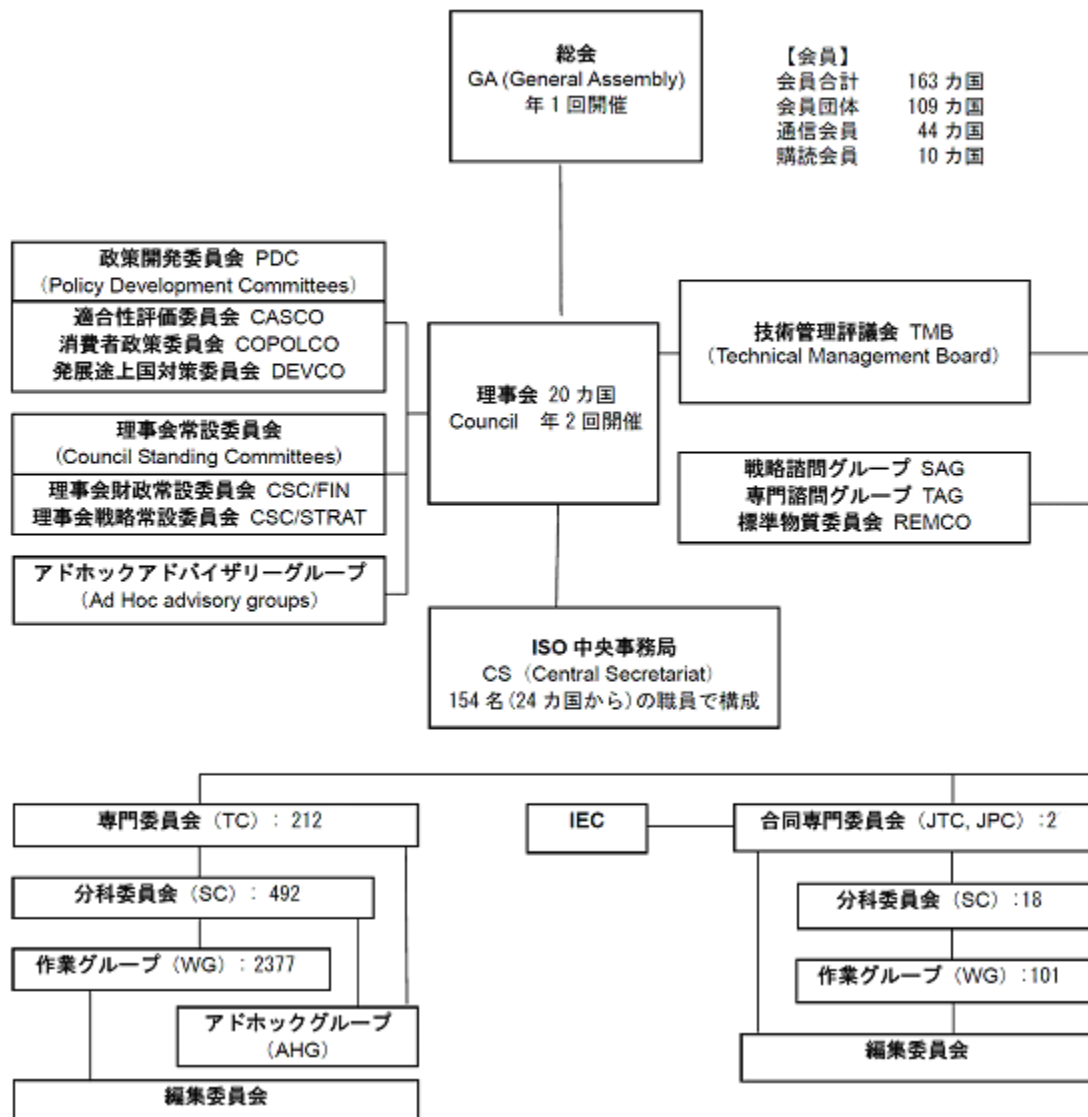 総会
GA (General Assembly)
年1回開催
【会員】
会員合計 163 カ国
会員団体 109 カ国
通信会員 44 カ国
購読会員 10 カ国
政策開発委員会 PDC
(Policy Development Committees)
適合性評価委員会 CASCO
消費者政策委員会 COPOLCO
発展途上国対策委員会 DEVCO
理事会常設委員会
(Council Standing Committees)
理事会財政常設委員会 CSC/FIN
理事会戦略常設委員会 CSC/STRAT
アドホックアドバイザリーグループ
(Ad Hoc advisory groups)
理事会 20 カ国
Council 年2回開催
技術管理評議会 TMB
(Technical Management Board)
戦略諮問グループ SAG
専門諮問グループ TAG
標準物質委員会 REMCO
ISO 中央事務局
CS (Central Secretariat)
154 名(24 カ国から)の職員で構成
専門委員会 (TC) : 212
分科委員会 (SC) : 492
作業グループ (WG) : 2377
アドホックグループ
(AHG)
編集委員会
IEC
合同専門委員会 (JTC, JPC) :2
分科委員会 (SC) :18
作業グループ (WG) :101
編集委員会